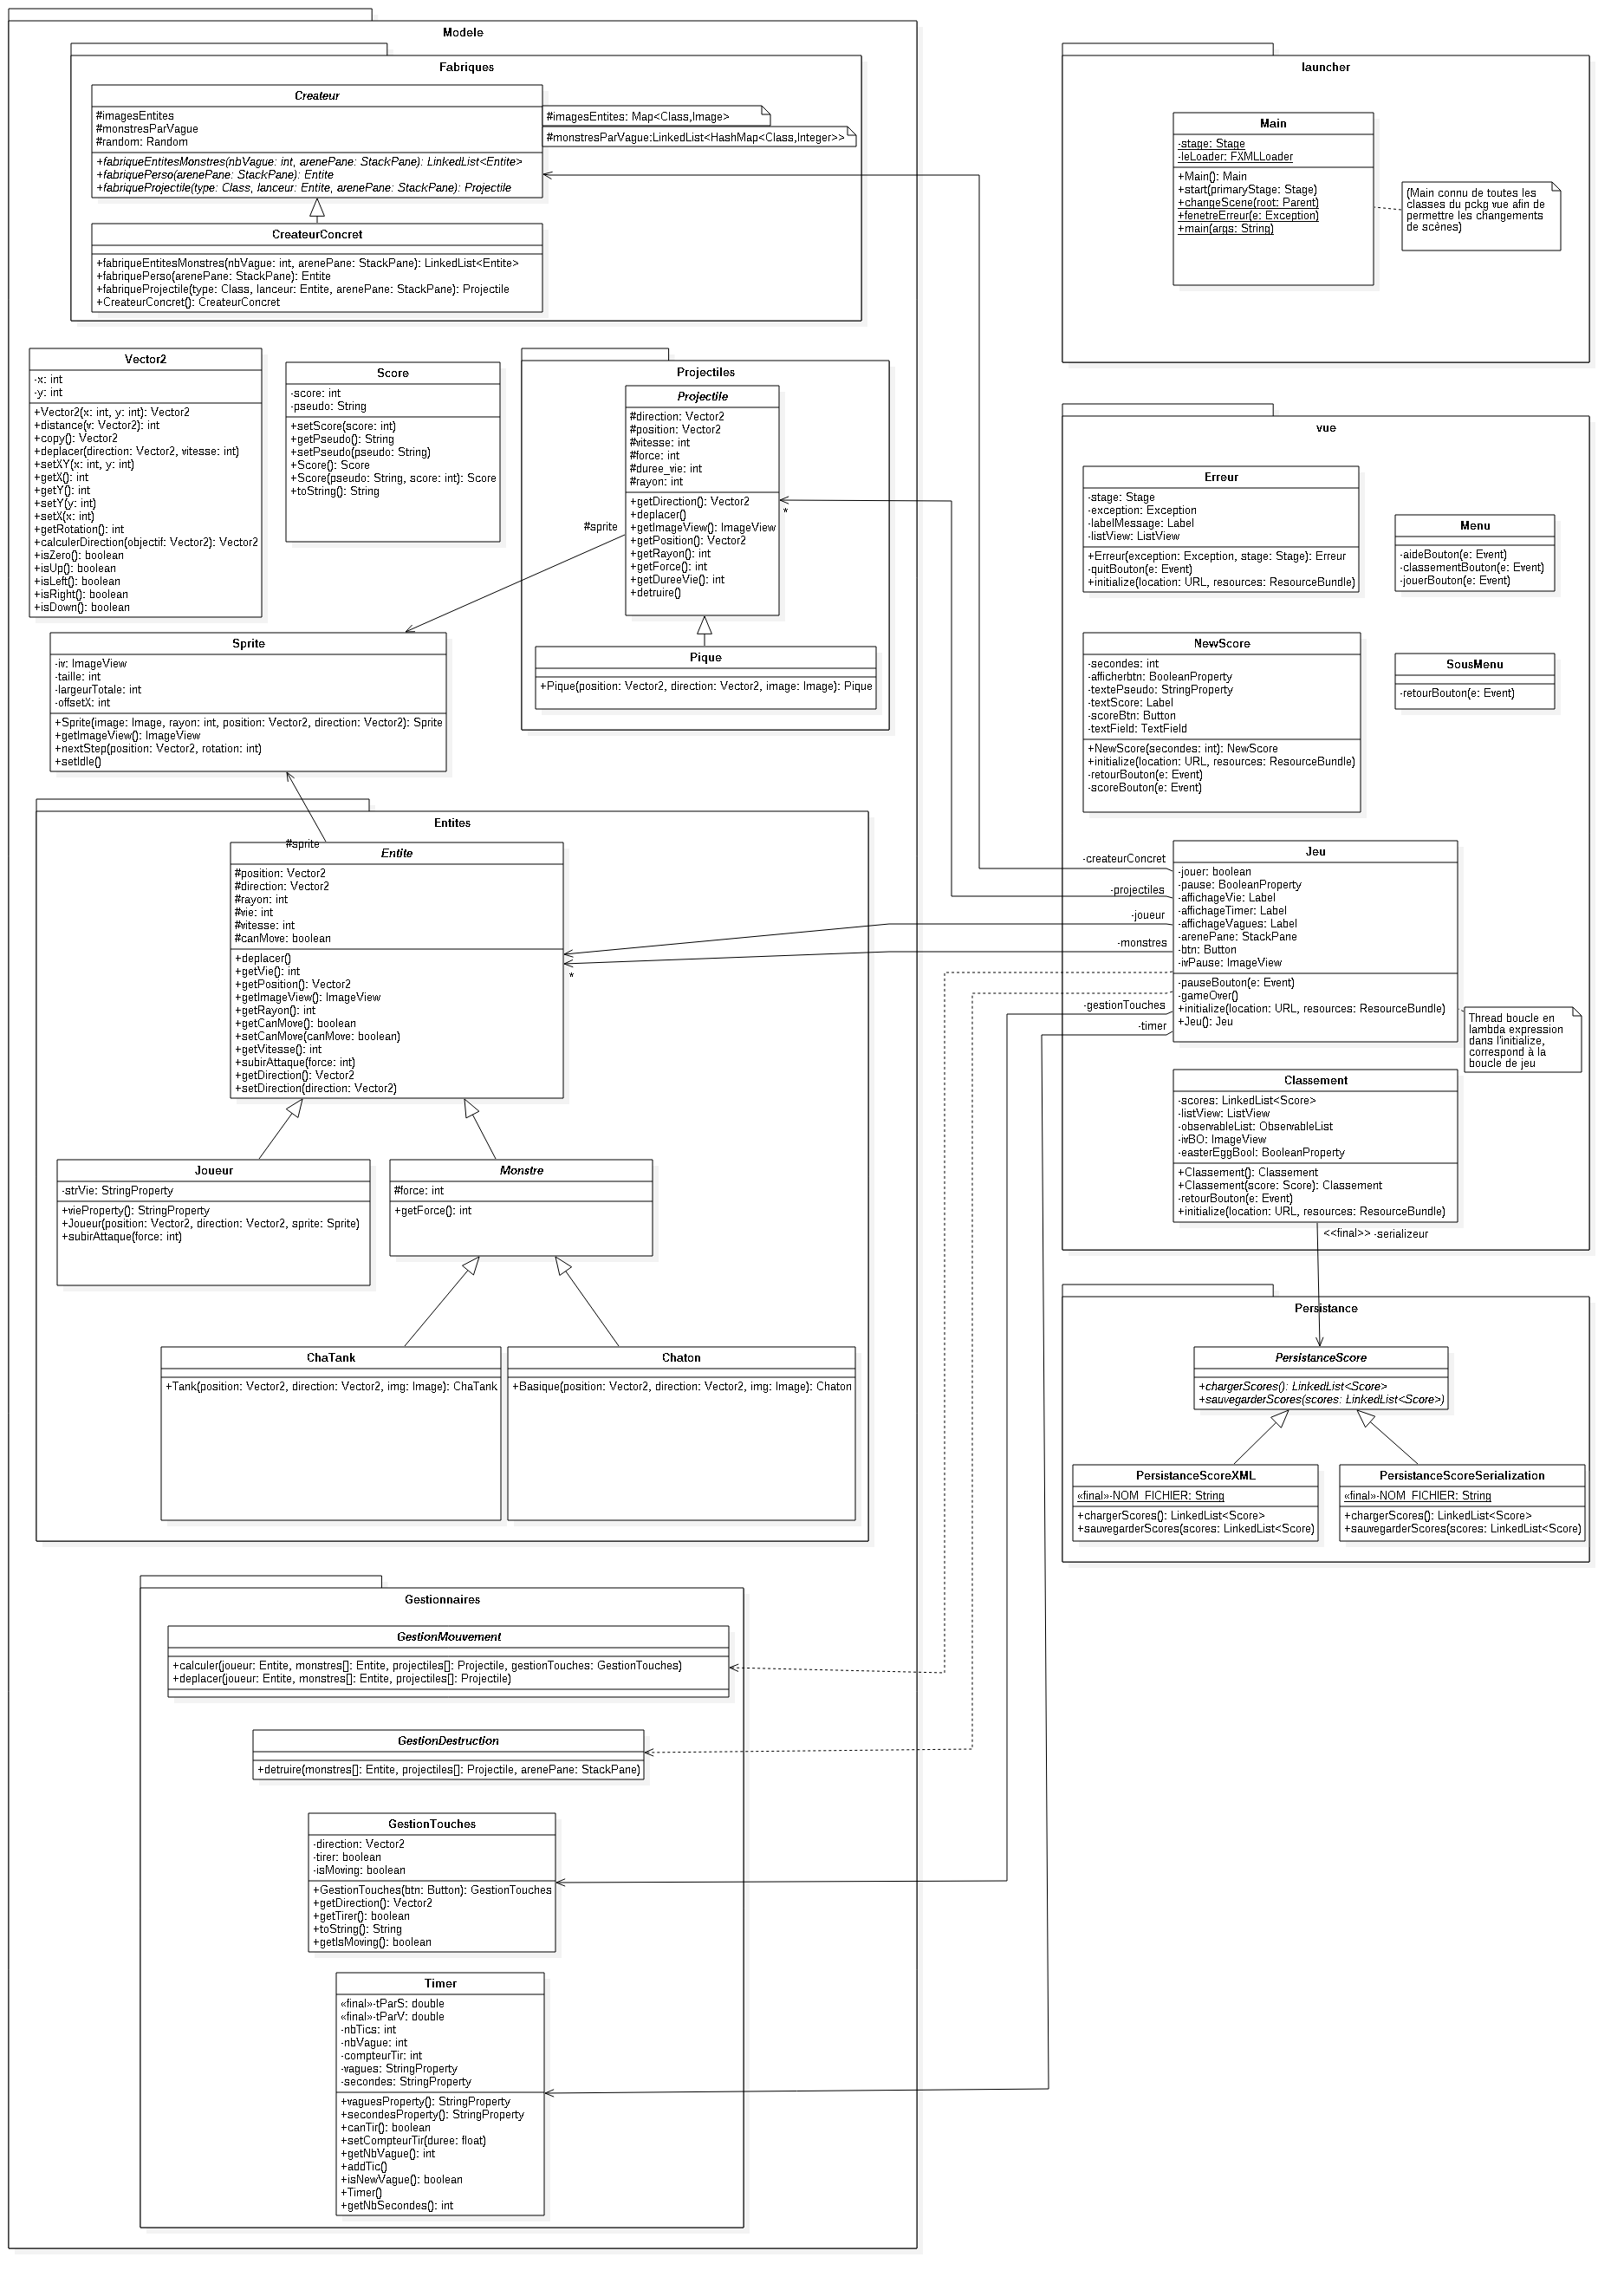 Modele
Fabriques
Createur
#imagesEntites
#monstresParVague
#random: Random
+fabriqueEntitesMonstres(nbVague: int, arenePane: StackPane): LinkedList<Entite>
+fabriquePerso(arenePane: StackPane): Entite
+fabriqueProjectile(type: Class, lanceur: Entite, arenePane: StackPane): Projectile
#imagesEntites: Map<Class,Image>
#monstresParVague:LinkedList<HashMap<Class,Integer>>
CreateurConcret
+fabriqueEntitesMonstres(nbVague: int, arenePane: StackPane): LinkedList<Entite>
+fabriquePerso(arenePane: StackPane): Entite
+fabriqueProjectile(type: Class, lanceur: Entite, arenePane: StackPane): Projectile
+CreateurConcret(): CreateurConcret
Vector2
-x: int
-y: int
+Vector2(x: int, y: int): Vector2
+distance(v: Vector2): int
+copy(): Vector2
+deplacer(direction: Vector2, vitesse: int)
+setXY(x: int, y: int)
+getX(): int
+getY(): int
+setY(y: int)
+setX(x: int)
+getRotation(): int
+calculerDirection(objectif: Vector2): Vector2
+isZero(): boolean
+isUp(): boolean
+isLeft(): boolean
+isRight(): boolean
+isDown(): boolean
Score
-score: int
-pseudo: String
+setScore(score: int)
+getPseudo(): String
+setPseudo(pseudo: String)
+Score(): Score
+Score(pseudo: String, score: int): Score
+toString(): String
Projectiles
Projectile
#direction: Vector2
#position: Vector2
#vitesse: int
#force: int
#duree_vie: int
#rayon: int
+getDirection(): Vector2
+deplacer()
+getImageView(): ImageView
+getPosition(): Vector2
+getRayon(): int
+getForce(): int
+getDureeVie(): int
+detruire()
#sprite
*
Pique
+Pique(position: Vector2, direction: Vector2, image: Image): Pique
Sprite
-iv: ImageView
-taille: int
-largeurTotale: int
-offsetX: int
+Sprite(image: Image, rayon: int, position: Vector2, direction: Vector2): Sprite
+getImageView(): ImageView
+nextStep(position: Vector2, rotation: int)
+setIdle()
Entites
#sprite
Entite
#position: Vector2
#direction: Vector2
#rayon: int
#vie: int
#vitesse: int
#canMove: boolean
+deplacer()
+getVie(): int
+getPosition(): Vector2
+getImageView(): ImageView
+getRayon(): int
+getCanMove(): boolean
+setCanMove(canMove: boolean)
+getVitesse(): int
+subirAttaque(force: int)
+getDirection(): Vector2
+setDirection(direction: Vector2)
*
Joueur
-strVie: StringProperty
+vieProperty(): StringProperty
+Joueur(position: Vector2, direction: Vector2, sprite: Sprite)
+subirAttaque(force: int)
Monstre
#force: int
+getForce(): int
ChaTank
+Tank(position: Vector2, direction: Vector2, img: Image): ChaTank
Chaton
+Basique(position: Vector2, direction: Vector2, img: Image): Chaton
Gestionnaires
GestionMouvement
+calculer(joueur: Entite, monstres[]: Entite, projectiles[]: Projectile, gestionTouches: GestionTouches)
+deplacer(joueur: Entite, monstres[]: Entite, projectiles[]: Projectile)
GestionDestruction
+detruire(monstres[]: Entite, projectiles[]: Projectile, arenePane: StackPane)
GestionTouches
-direction: Vector2
-tirer: boolean
-isMoving: boolean
+GestionTouches(btn: Button): GestionTouches
+getDirection(): Vector2
+getTirer(): boolean
+toString(): String
+getIsMoving(): boolean
Timer
«final»-tParS: double
«final»-tParV: double
-nbTics: int
-nbVague: int
-compteurTir: int
-vagues: StringProperty
-secondes: StringProperty
+vaguesProperty(): StringProperty
+secondesProperty(): StringProperty
+canTir(): boolean
+setCompteurTir(duree: float)
+getNbVague(): int
+addTic()
+isNewVague(): boolean
+Timer()
+getNbSecondes(): int
launcher
Main
-stage: Stage
-leLoader: FXMLLoader
+Main(): Main
+start(primaryStage: Stage)
+changeScene(root: Parent)
+fenetreErreur(e: Exception)
+main(args: String)
(Main connu de toutes les
classes du pckg vue afin de
permettre les changements
de scènes)
vue
Erreur
-stage: Stage
-exception: Exception
-labelMessage: Label
-listView: ListView
+Erreur(exception: Exception, stage: Stage): Erreur
-quitBouton(e: Event)
+initialize(location: URL, resources: ResourceBundle)
Menu
-aideBouton(e: Event)
-classementBouton(e: Event)
-jouerBouton(e: Event)
NewScore
-secondes: int
-afficherbtn: BooleanProperty
-textePseudo: StringProperty
-textScore: Label
-scoreBtn: Button
-textField: TextField
+NewScore(secondes: int): NewScore
+initialize(location: URL, resources: ResourceBundle)
-retourBouton(e: Event)
-scoreBouton(e: Event)
SousMenu
-retourBouton(e: Event)
-createurConcret
-projectiles
-joueur
-monstres
-gestionTouches
-timer
Jeu
-jouer: boolean
-pause: BooleanProperty
-affichageVie: Label
-affichageTimer: Label
-affichageVagues: Label
-arenePane: StackPane
-btn: Button
-ivPause: ImageView
-pauseBouton(e: Event)
-gameOver()
+initialize(location: URL, resources: ResourceBundle)
+Jeu(): Jeu
Thread boucle en
lambda expression
dans l'initialize,
correspond à la
boucle de jeu
Classement
-scores: LinkedList<Score>
-listView: ListView
-observableList: ObservableList
-ivBO: ImageView
-easterEggBool: BooleanProperty
+Classement(): Classement
+Classement(score: Score): Classement
-retourBouton(e: Event)
+initialize(location: URL, resources: ResourceBundle)
<<final>> -serializeur
Persistance
PersistanceScore
+chargerScores(): LinkedList<Score>
+sauvegarderScores(scores: LinkedList<Score>)
PersistanceScoreXML
«final»-NOM_FICHIER: String
+chargerScores(): LinkedList<Score>
+sauvegarderScores(scores: LinkedList<Score)
PersistanceScoreSerialization
«final»-NOM_FICHIER: String
+chargerScores(): LinkedList<Score>
+sauvegarderScores(scores: LinkedList<Score)